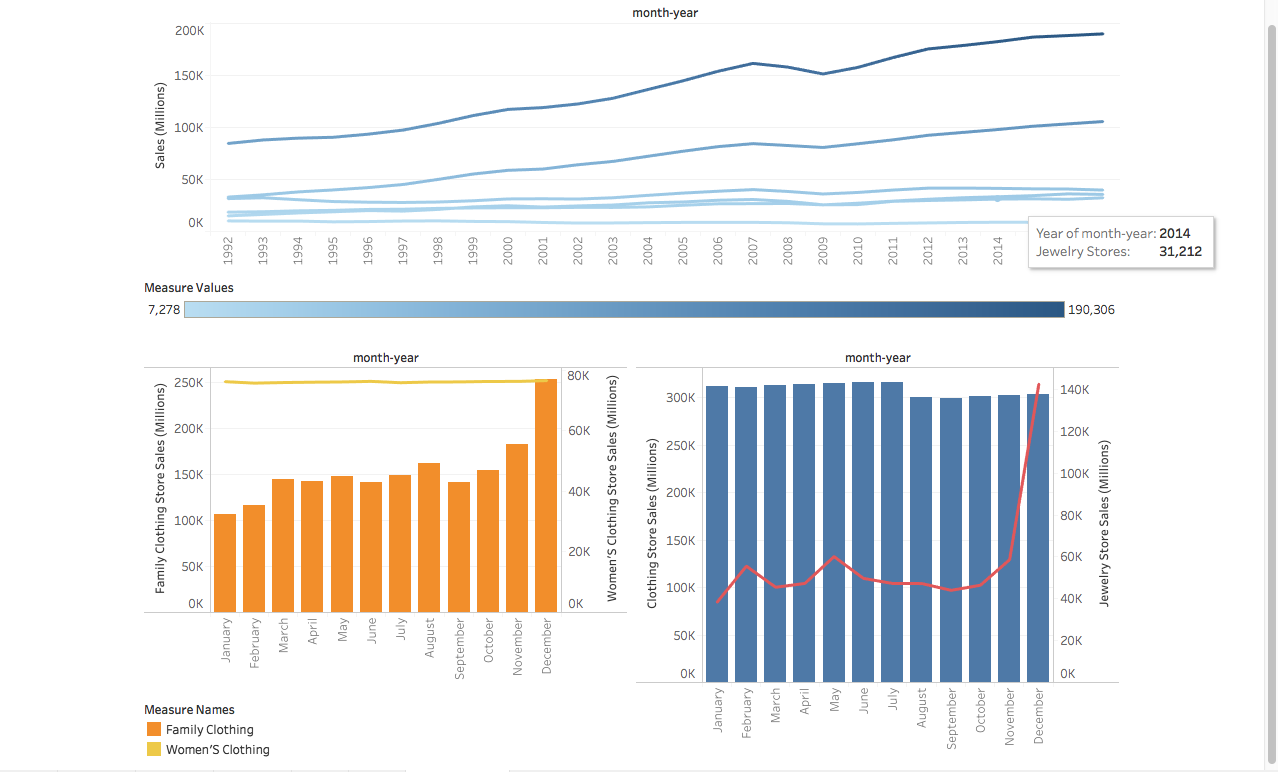 month-year
Sales (Millions)
200K
150K
100K
50K
0K
1992
1993
1994
1995
1996
1997
1998
1999
2000
2001
2002
2003
2004
2005
2006
2007
2008
2009
2010
2011
2012
2013
2014
Year of month-year: 2014
Jewelry Stores: 31,212
Measure Values
7,278
190,306
month-year
Family Clothing Store Sales (Millions)
250K
200K
150K
100K
50K
0K
80K
60K
40K
20K
0K
Women'S Clothing Store Sales (Millions)
January
February
March
April
May
June
July
August
September
October
November
December
month-year
Clothing Store Sales (Millions)
300K
250K
200K
150K
100K
50K
0K
140K
120K
100K
80K
60K
40K
20K
0K
Jewelry Store Sales (Millions)
January
February
March
April
May
June
July
August
September
October
November
December
Measure Names
Family Clothing
Women'S Clothing